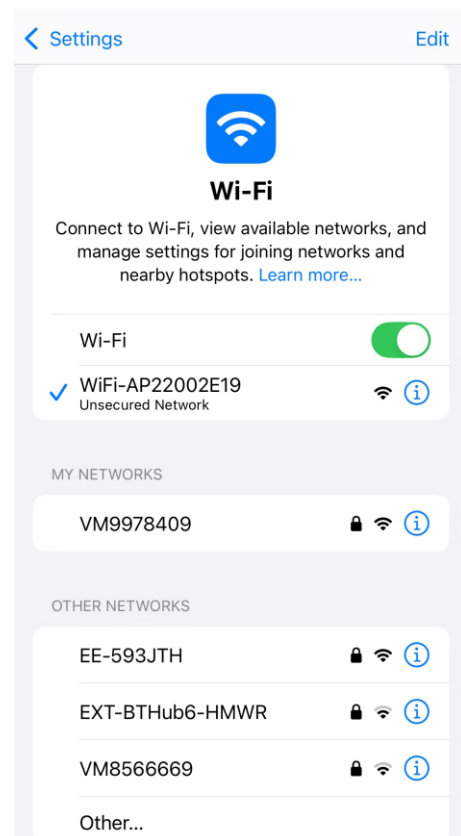 Settings
Edit
Wi-Fi
Connect to Wi-Fi, view available networks, and
manage settings for joining networks and
nearby hotspots. Learn more...
Wi-Fi
WiFi-AP22002E19
Unsecured Network
MY NETWORKS
VM9978409
OTHER NETWORKS
EE-593JTH
EXT-BTHub6-HMWR
VM8566669
Other...